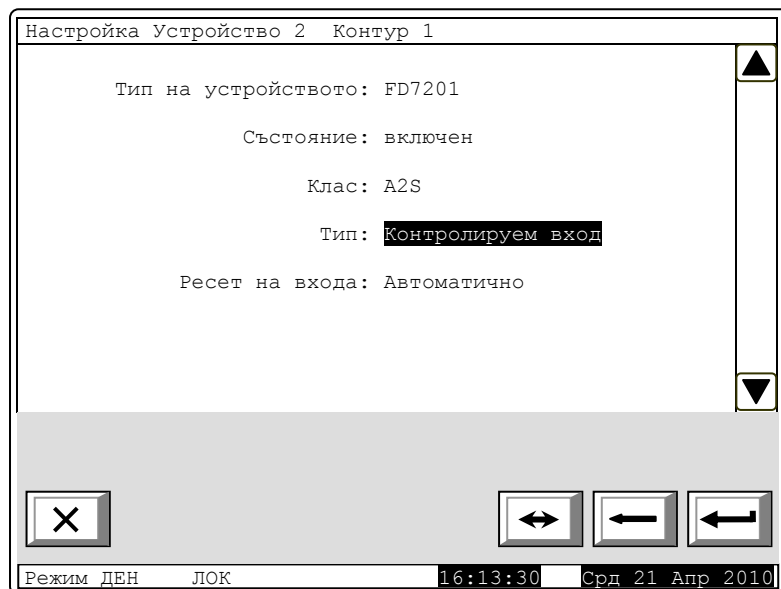 Настройка Устройство 2 Контур 1
Тип на устройството: FD7201
Състояние: включен
Клас: A2S
Тип: Контролируем вход
Ресет на входа: Автоматично
Режим ДЕН ЛОК 16:13:30 Срд 21 Апр 2010